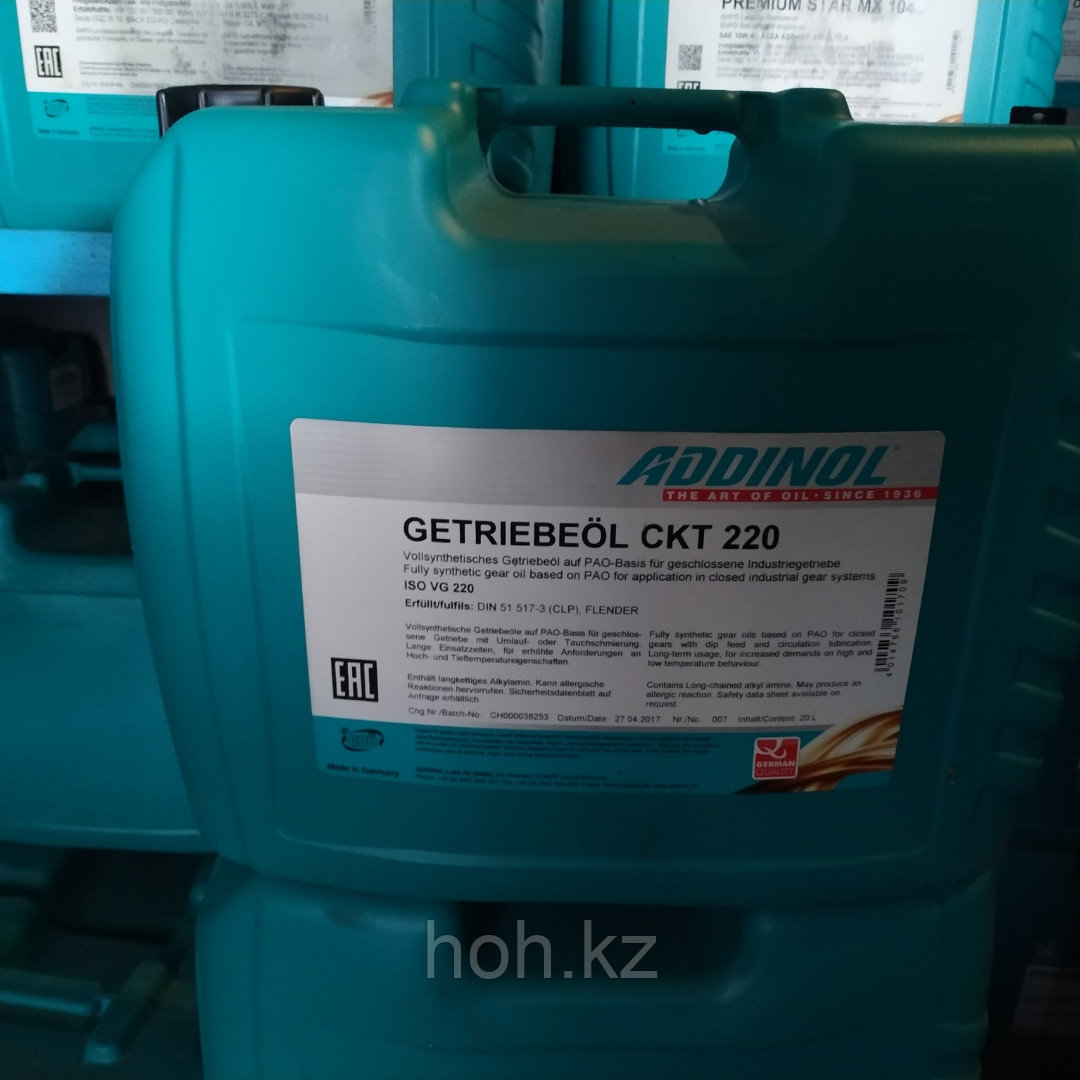 PREMIUM STAR MX 104
EAC
Made in Germany
ADDINOL
THE ART OF OIL · SINCE 1936
GETRIEBEÖL CKT 220
Vollsynthetisches Getriebeöl auf PAO-Basis für geschlossene Industriegetriebe
Fully synthetic gear oil based on PAO for application in closed industrial gear systems
ISO VG 220
Erfüllt/fulfils: DIN 51 517-3 (CLP), FLENDER
Vollsynthetische Getriebeöle auf PAO-Basis für geschlos-
sene Getriebe mit Umlauf- oder Tauchschmierung.
Lange Einsatzzeiten, für erhöhte Anforderungen an
Hoch- und Tieftemperatureigenschaften.
Fully synthetic gear oils based on PAO for closed
gears with dip feed and circulation lubrication.
Long-term usage, for increased demands on high and
low temperature behaviour.
EAC
Enthält langkettiges Alkylamin. Kann allergische
Reaktionen hervorrufen. Sicherheitsdatenblatt auf
Anfrage erhältlich.
Contains Long-chained alkyl amine. May produce an
allergic reaction. Safety data sheet available on
request.
Chg.Nr./Batch-No.: CH000038253 Datum/Date: 27.04.2017 Nr./No. 007 Inhalt/Content: 20 L
4 014766 101709
Made in Germany
GERMAN
QUALITY
hoh.kz